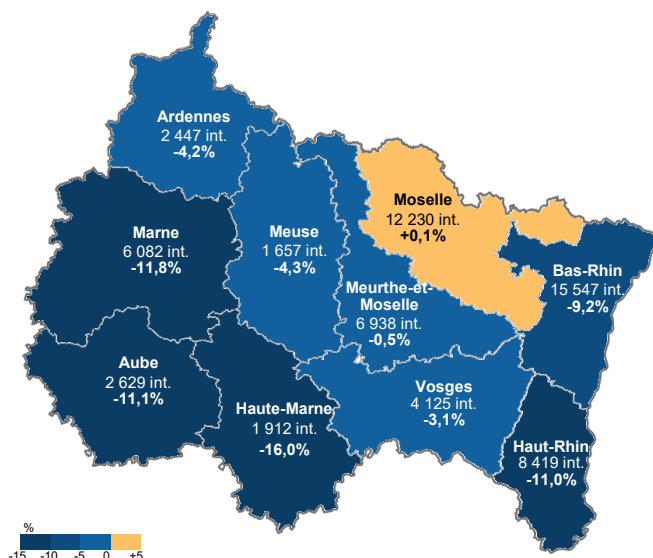 Ardennes
2 447 int.
-4,2%
Marne
6 082 int.
-11,8%
Meuse
1 657 int.
-4,3%
Moselle
12 230 int.
+0,1%
Meurthe-et-
Moselle
6 938 int.
-0,5%
Bas-Rhin
15 547 int.
-9,2%
Aube
2 629 int.
-11,1%
Haute-Marne
1 912 int.
-16,0%
Vosges
4 125 int.
-3,1%
Haut-Rhin
8 419 int.
-11,0%
%
-15 -10 -5 0 +5